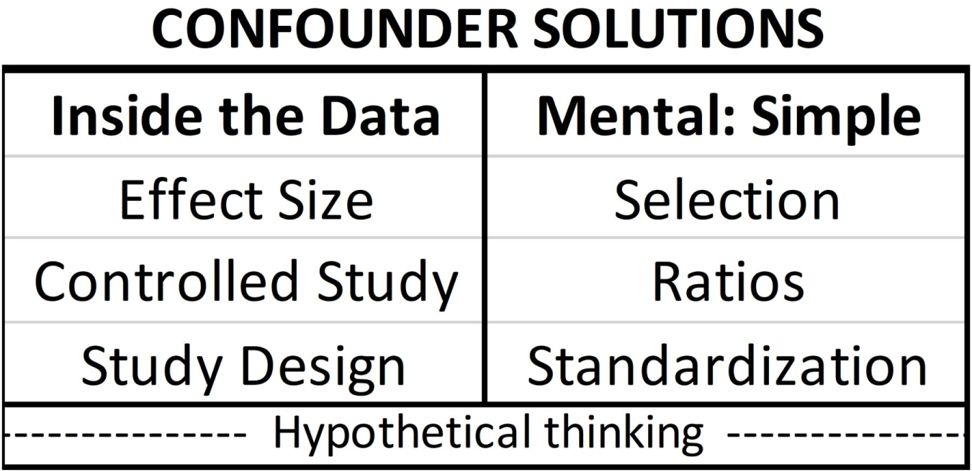 CONFOUNDER SOLUTIONS
Inside the Data Mental: Simple
Effect Size Selection
Controlled Study Ratios
Study Design Standardization
Hypothetical thinking